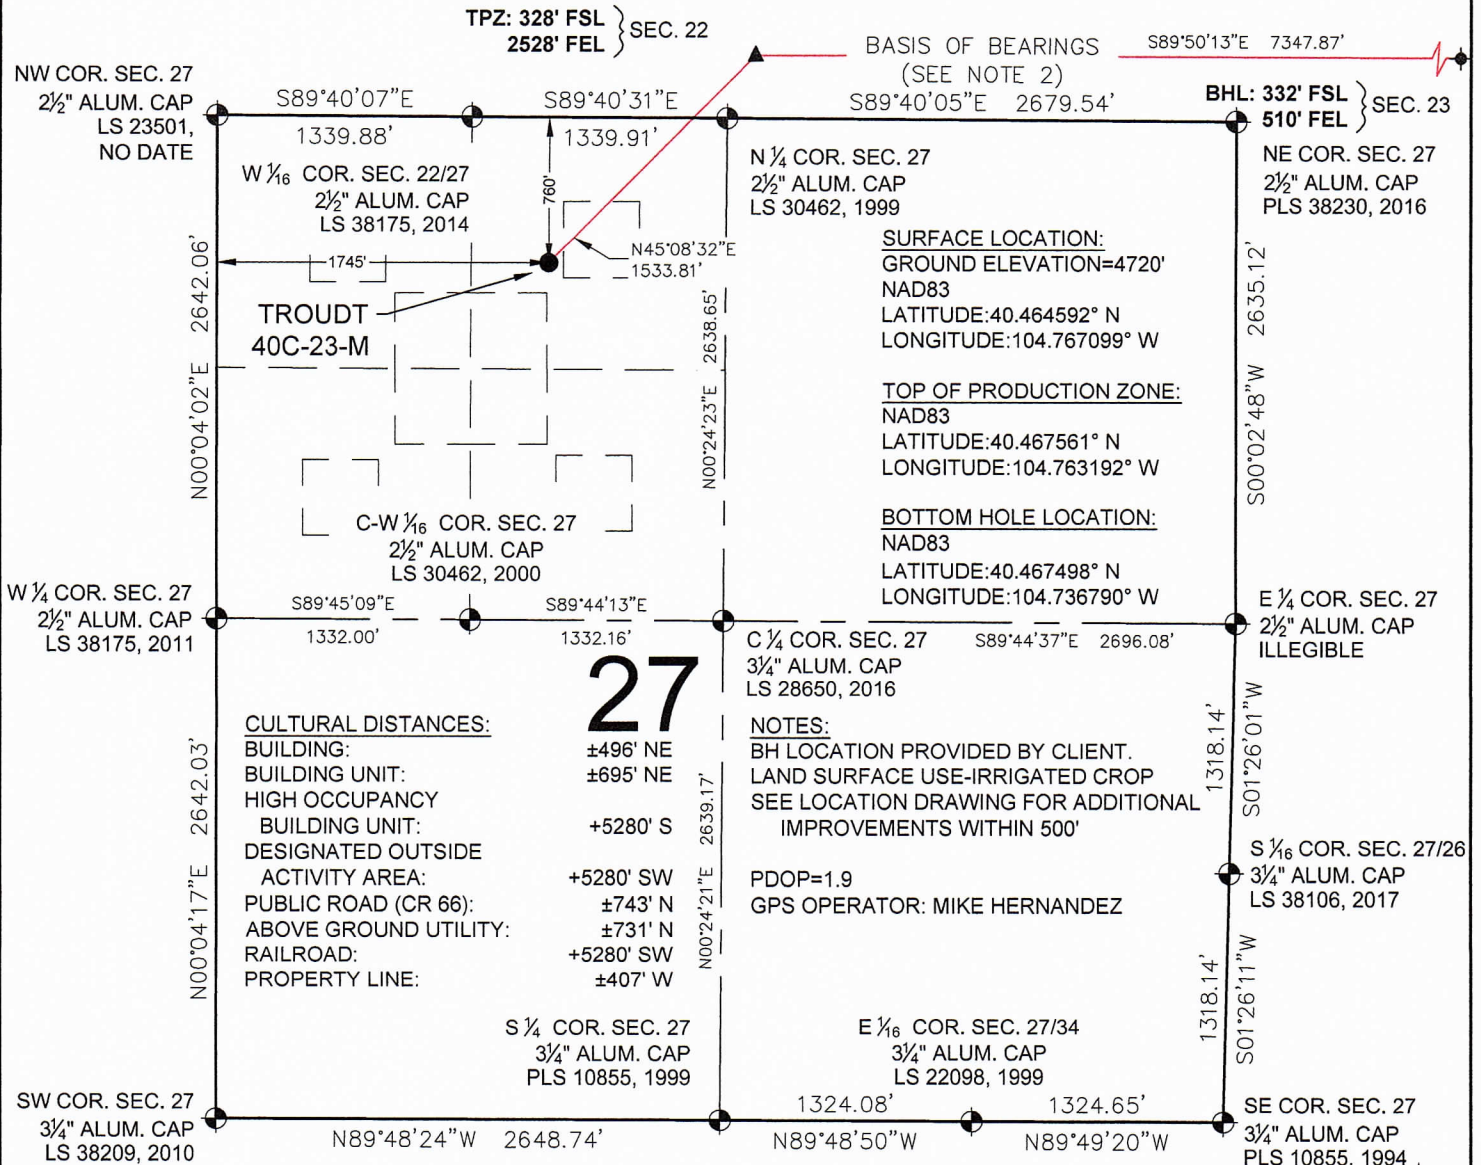 TPZ: 328' FSL
2528' FEL
SEC. 22
BASIS OF BEARINGS
(SEE NOTE 2)
S89°50'13"E 7347.87'
NW COR. SEC. 27
2½" ALUM. CAP
LS 23501,
NO DATE
S89°40'07"E
1339.88'
S89°40'31"E
1339.91'
S89°40'05"E 2679.54'
BHL: 332' FSL
510' FEL
SEC. 23
W 1/16 COR. SEC. 22/27
2½" ALUM. CAP
LS 38175, 2014
760'
N ¼ COR. SEC. 27
2½" ALUM. CAP
LS 30462, 1999
NE COR. SEC. 27
2½" ALUM. CAP
PLS 38230, 2016
1745'
N45°08'32"E
1533.81'
TROUDT
40C-23-M
SURFACE LOCATION:
GROUND ELEVATION=4720'
NAD83
LATITUDE:40.464592° N
LONGITUDE:104.767099° W
TOP OF PRODUCTION ZONE:
NAD83
LATITUDE:40.467561° N
LONGITUDE:104.763192° W
BOTTOM HOLE LOCATION:
NAD83
LATITUDE:40.467498° N
LONGITUDE:104.736790° W
N00°04'02"E 2642.06'
N00°24'23"E 2638.65'
S00°02'48"W 2635.12'
C-W 1/16 COR. SEC. 27
2½" ALUM. CAP
LS 30462, 2000
W ¼ COR. SEC. 27
2½" ALUM. CAP
LS 38175, 2011
S89°45'09"E
1332.00'
S89°44'13"E
1332.16'
C ¼ COR. SEC. 27
3¼" ALUM. CAP
LS 28650, 2016
S89°44'37"E 2696.08'
E ¼ COR. SEC. 27
2½" ALUM. CAP
ILLEGIBLE
27
CULTURAL DISTANCES:
BUILDING: ±496' NE
BUILDING UNIT: ±695' NE
HIGH OCCUPANCY
BUILDING UNIT: +5280' S
DESIGNATED OUTSIDE
ACTIVITY AREA: +5280' SW
PUBLIC ROAD (CR 66): ±743' N
ABOVE GROUND UTILITY: ±731' N
RAILROAD: +5280' SW
PROPERTY LINE: ±407' W
NOTES:
BH LOCATION PROVIDED BY CLIENT.
LAND SURFACE USE-IRRIGATED CROP
SEE LOCATION DRAWING FOR ADDITIONAL
IMPROVEMENTS WITHIN 500'
PDOP=1.9
GPS OPERATOR: MIKE HERNANDEZ
N00°04'17"E 2642.03'
N00°24'21"E 2639.17'
1318.14'
S01°26'01"W
S 1/16 COR. SEC. 27/26
3¼" ALUM. CAP
LS 38106, 2017
1318.14'
S01°26'11"W
S ¼ COR. SEC. 27
3¼" ALUM. CAP
PLS 10855, 1999
E 1/16 COR. SEC. 27/34
3¼" ALUM. CAP
LS 22098, 1999
SW COR. SEC. 27
3¼" ALUM. CAP
LS 38209, 2010
N89°48'24"W 2648.74'
1324.08'
N89°48'50"W
1324.65'
N89°49'20"W
SE COR. SEC. 27
3¼" ALUM. CAP
PLS 10855, 1994